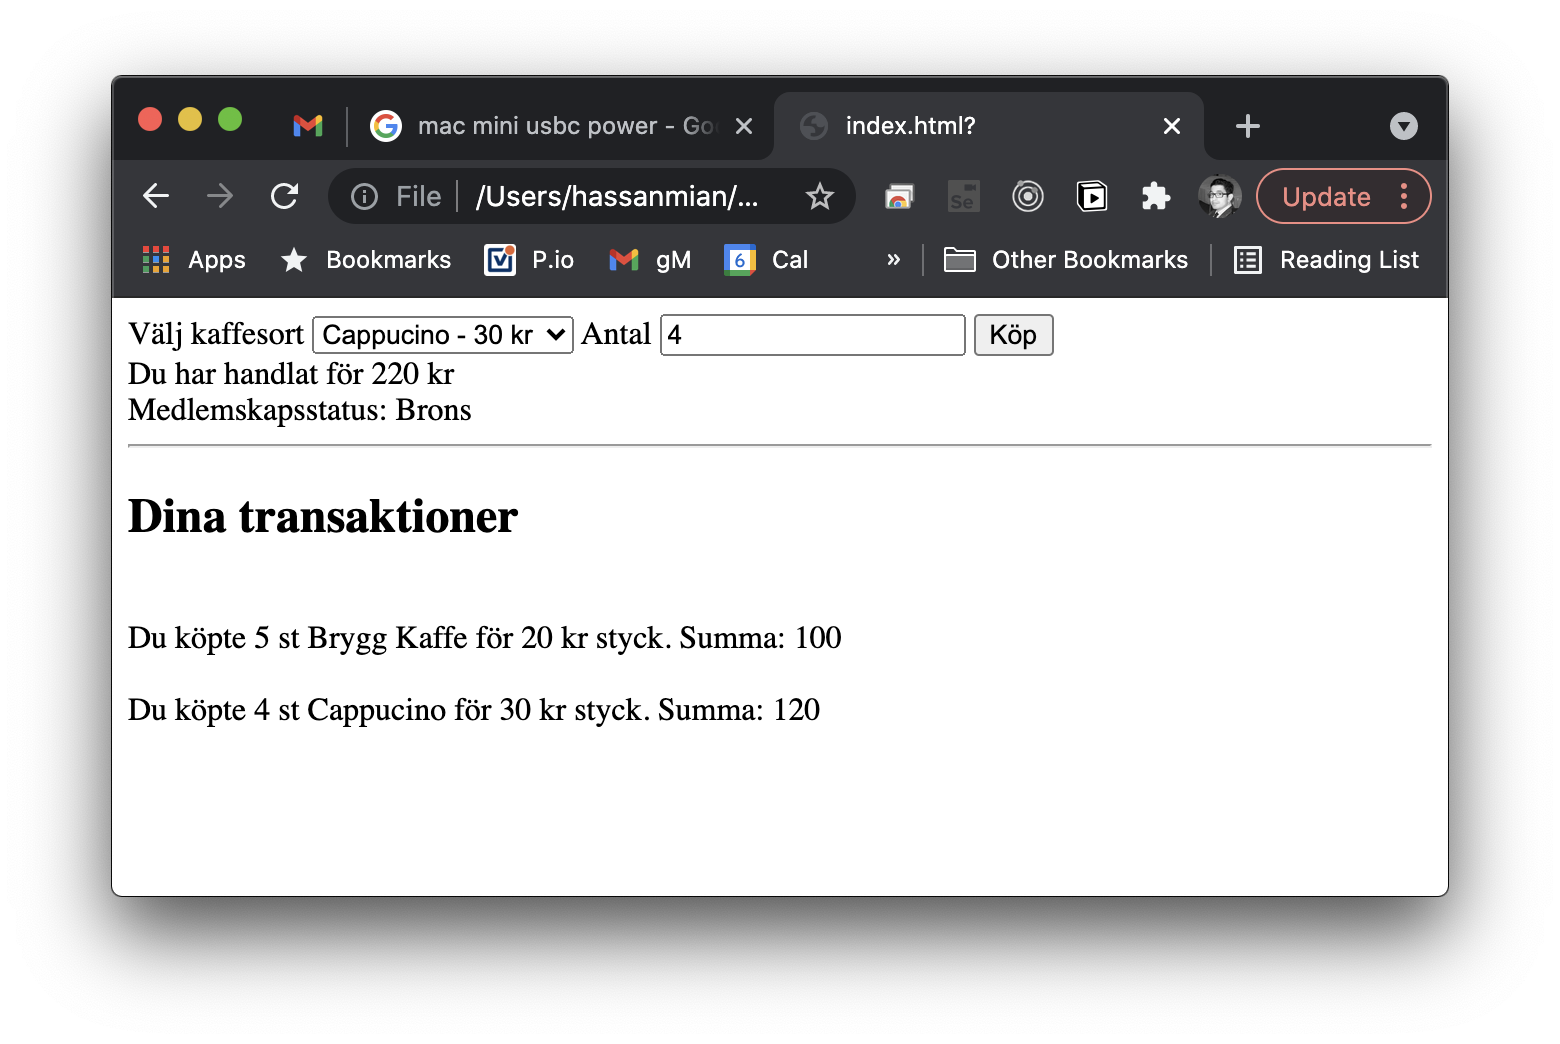 mac mini usbc power - Goo
index.html?
File /Users/hassanmian/... Se Update
Apps Bookmarks P.io gM 6 Cal » Other Bookmarks Reading List
Välj kaffesort Cappucino - 30 kr Antal 4 Köp
Du har handlat för 220 kr
Medlemskapsstatus: Brons
Dina transaktioner
Du köpte 5 st Brygg Kaffe för 20 kr styck. Summa: 100
Du köpte 4 st Cappucino för 30 kr styck. Summa: 120